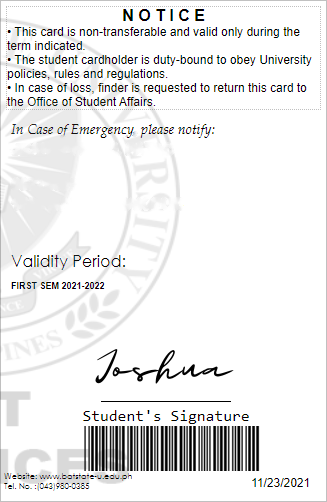 NOTICE
• This card is non-transferable and valid only during the
term indicated.
• The student cardholder is duty-bound to obey University
policies, rules and regulations.
• In case of loss, finder is requested to return this card to
the Office of Student Affairs.
In Case of Emergency please notify:
VERSITY
Validity Period:
FIRST SEM 2021-2022
PINES
Joshua
Student's Signature
Website: www.batstate-u.edu.ph
Tel. No. :(043)980-0385
11/23/2021